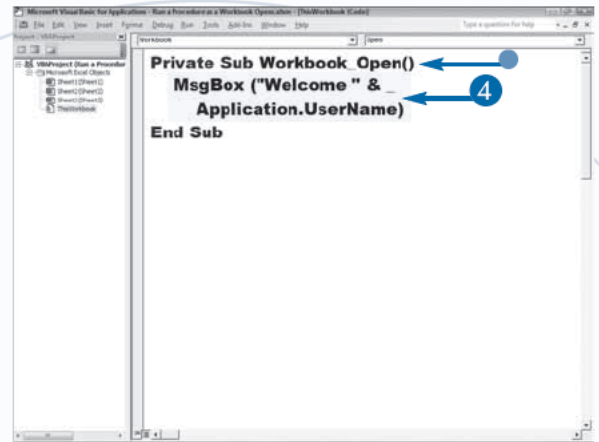 Microsoft Visual Basic for Applications - Run a Procedure as a Workbook Opens.xlsm - [ThisWorkbook (Code)]
File Edit View Insert Format Debug Run Tools Add-Ins Window Help
Type a question for help
Project - VBAProject
Workbook
Open
VBAProject (Run a Procedur
Microsoft Excel Objects
Sheet1 (Sheet1)
Sheet2 (Sheet2)
Sheet3 (Sheet3)
ThisWorkbook
Private Sub Workbook_Open()
MsgBox ("Welcome " & _
4
Application.UserName)
End Sub